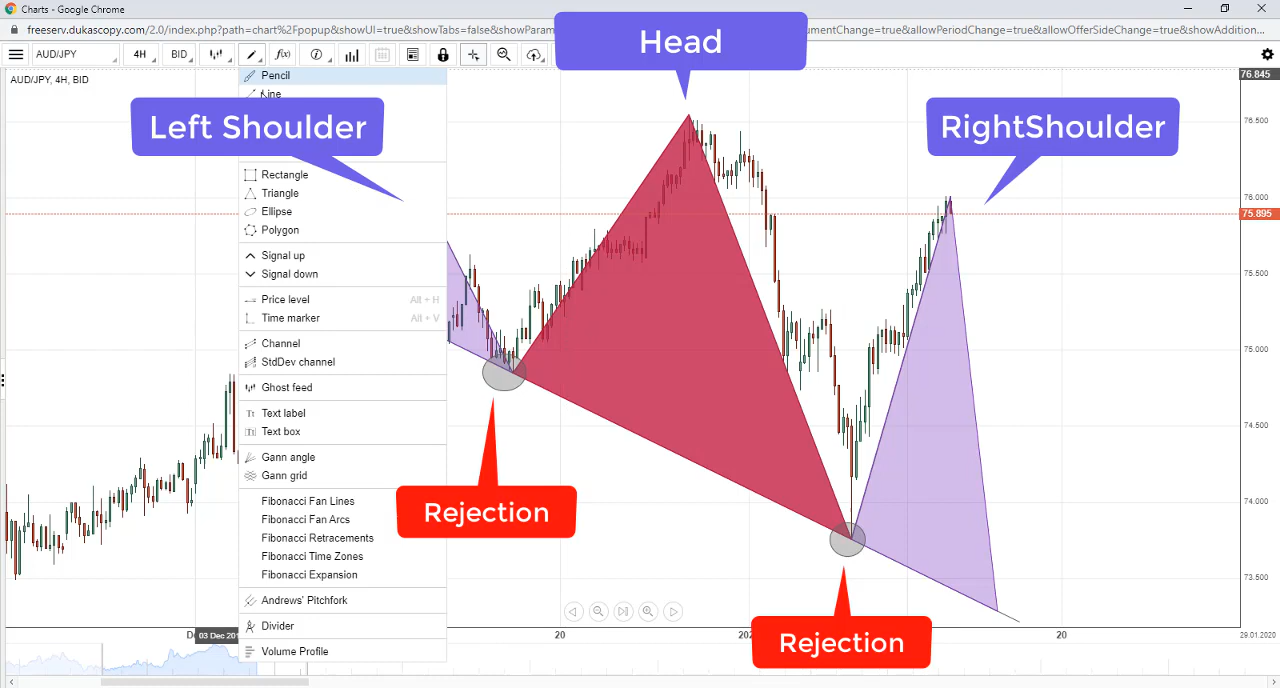 Charts - Google Chrome
freeserv.dukascopy.com/2.0/index.php?path=chart%2Fpopup&showUI=true&showTabs=false&showParam
umentChange=true&allowPeriodChange=true&allowOfferSideChange=true&showAddition...
AUD/JPY
4H
BID
f(x)
Head
AUD/JPY, 4H, BID
Pencil
Line
Left Shoulder
RightShoulder
Rectangle
Triangle
Ellipse
Polygon
Signal up
Signal down
Price level Alt + H
Time marker Alt + V
Channel
StdDev channel
Ghost feed
Tt Text label
Tt Text box
Gann angle
Gann grid
Fibonacci Fan Lines
Fibonacci Fan Arcs
Fibonacci Retracements
Fibonacci Time Zones
Fibonacci Expansion
Andrews' Pitchfork
Divider
Volume Profile
Rejection
Rejection
76.845
76.500
76.000
75.895
75.500
75.000
74.500
74.000
73.500
03 Dec 201
20
202
20
29.01.2020